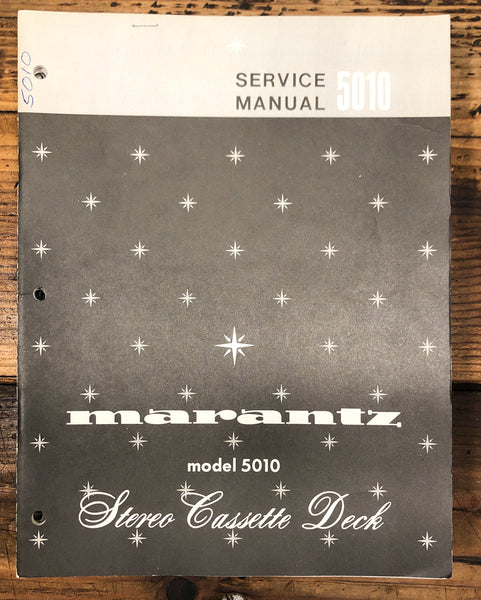 5010
SERVICE
MANUAL 5010
marantz
model 5010
Stereo Cassette Deck